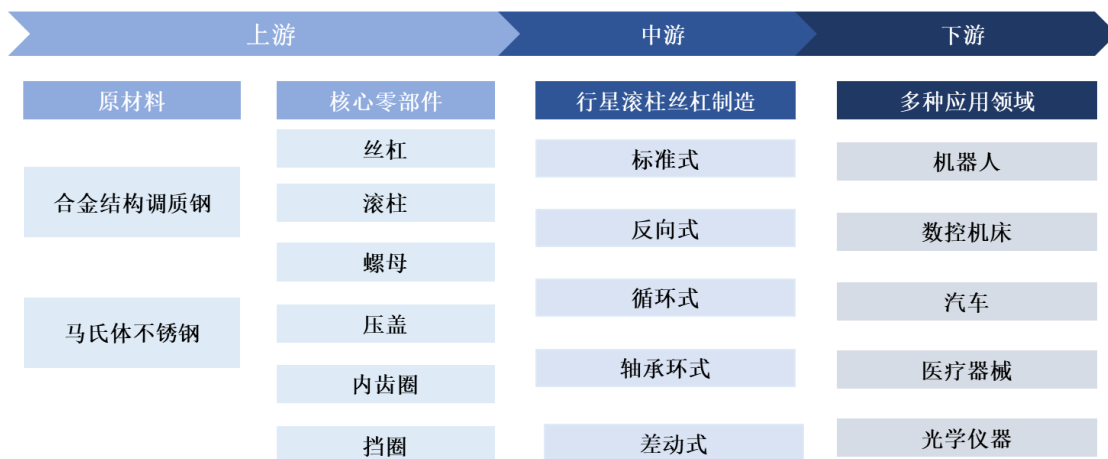 上游
中游
下游
原材料
核心零部件
行星滚柱丝杠制造
多种应用领域
合金结构调质钢
马氏体不锈钢
丝杠
滚柱
螺母
压盖
内齿圈
挡圈
标准式
反向式
循环式
轴承环式
差动式
机器人
数控机床
汽车
医疗器械
光学仪器